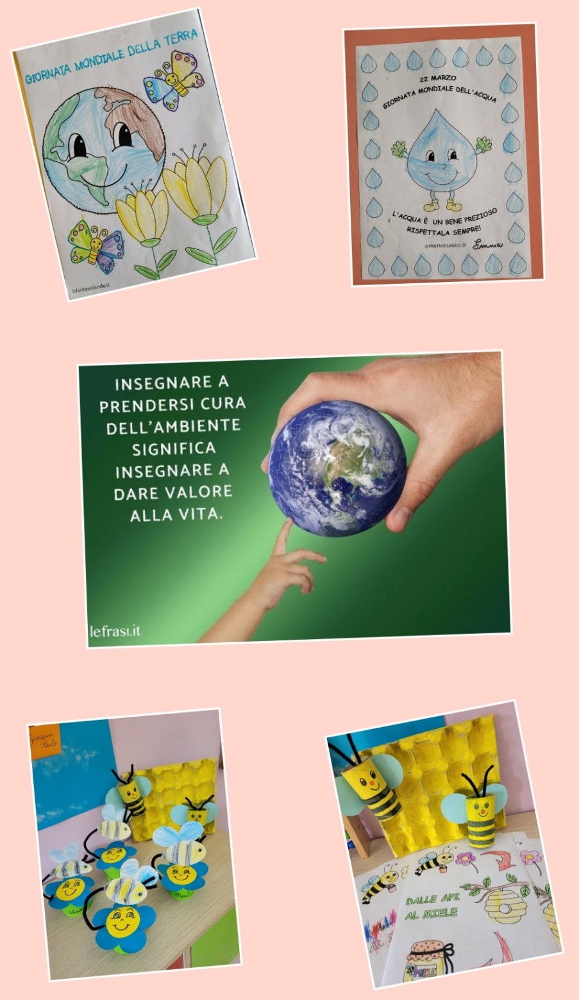 GIORNATA MONDIALE DELLA TERRA
©fantavolando.it
22 MARZO
GIORNATA MONDIALE DELL'ACQUA
L'ACQUA È UN BENE PREZIOSO
RISPETTALA SEMPRE!
©FANTAVOLANDO.IT Emma
INSEGNARE A
PRENDERSI CURA
DELL'AMBIENTE
SIGNIFICA
INSEGNARE A
DARE VALORE
ALLA VITA.
lefrasi.it
Giovanni
Paolo
DALLE API
AL MIELE
MIELE